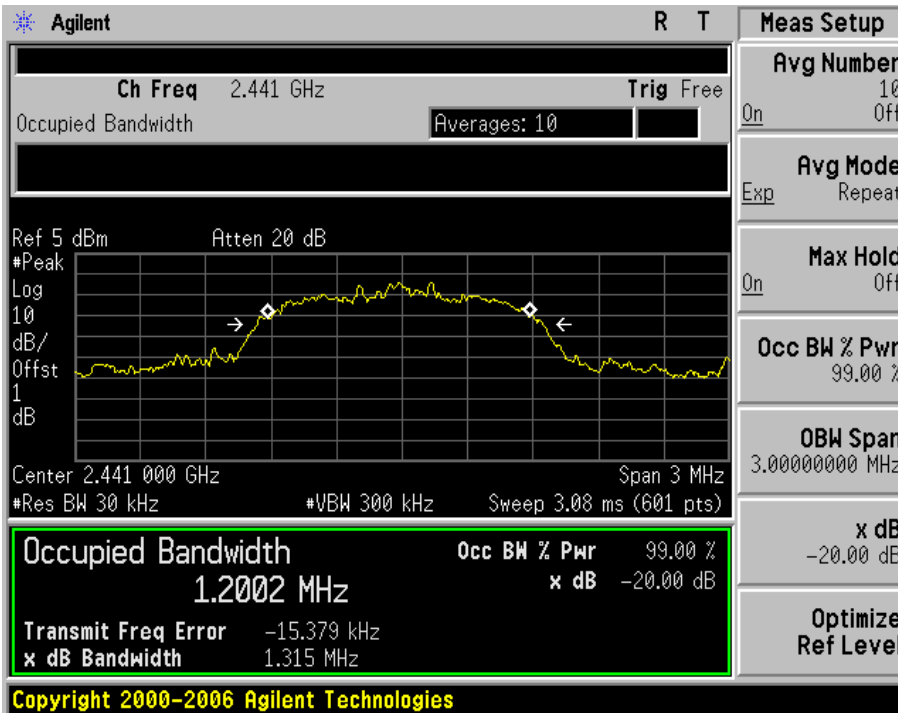 Agilent R T
Meas Setup
Ch Freq 2.441 GHz Trig Free
Occupied Bandwidth Averages: 10
Ref 5 dBm Atten 20 dB
#Peak
Log
10
dB/
Offst
1
dB
Center 2.441 000 GHz Span 3 MHz
#Res BW 30 kHz #VBW 300 kHz Sweep 3.08 ms (601 pts)
Occupied Bandwidth Occ BW % Pwr 99.00 %
1.2002 MHz x dB -20.00 dB
Transmit Freq Error -15.379 kHz
x dB Bandwidth 1.315 MHz
Avg Number
10
On Off
Avg Mode
Exp Repeat
Max Hold
On Off
Occ BW % Pwr
99.00 %
OBW Span
3.00000000 MHz
x dB
-20.00 dB
Optimize
Ref Level
Copyright 2000-2006 Agilent Technologies